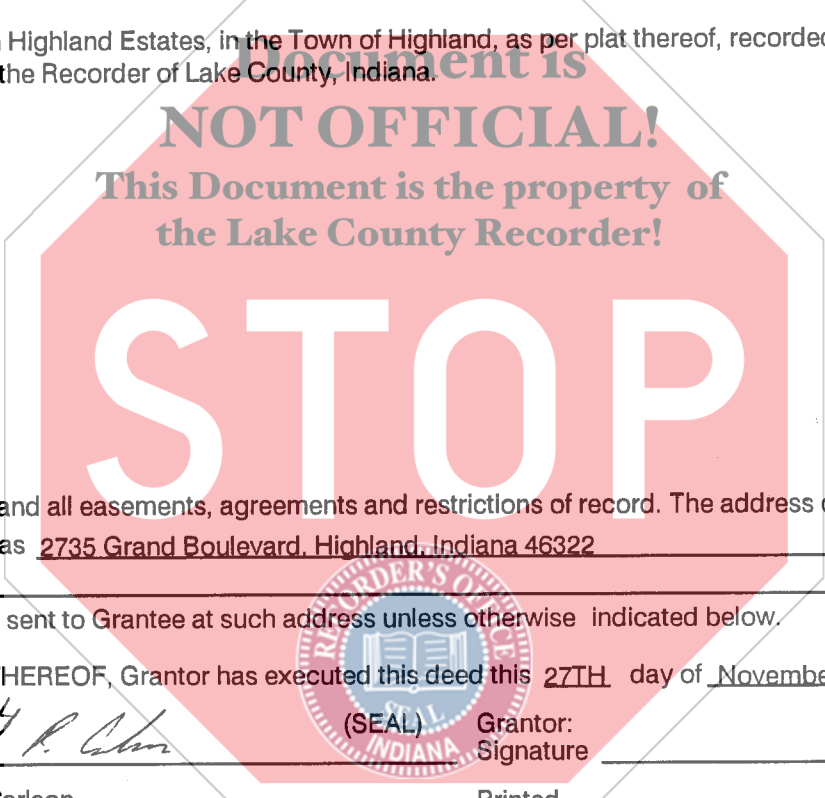 Highland Estates, in the Town of Highland, as per plat thereof, recorded
the Recorder of Lake County, Indiana.
Document is
NOT OFFICIAL!
This Document is the property of
the Lake County Recorder!
STOP
and all easements, agreements and restrictions of record. The address
as 2735 Grand Boulevard, Highland, Indiana 46322
sent to Grantee at such address unless otherwise indicated below.
HEREOF, Grantor has executed this deed this 27TH day of Novembe
(SEAL) Grantor:
Signature
RECORDER'S OFFICE
SEAL
INDIANA
Printed